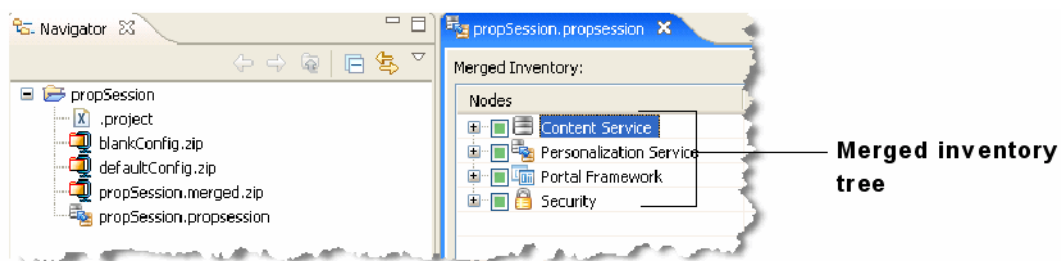 Navigator
propSession
.project
blankConfig.zip
defaultConfig.zip
propSession.merged.zip
propSession.propsession
propSession.propsession
Merged Inventory:
Nodes
Content Service
Personalization Service
Portal Framework
Security
Merged inventory
tree